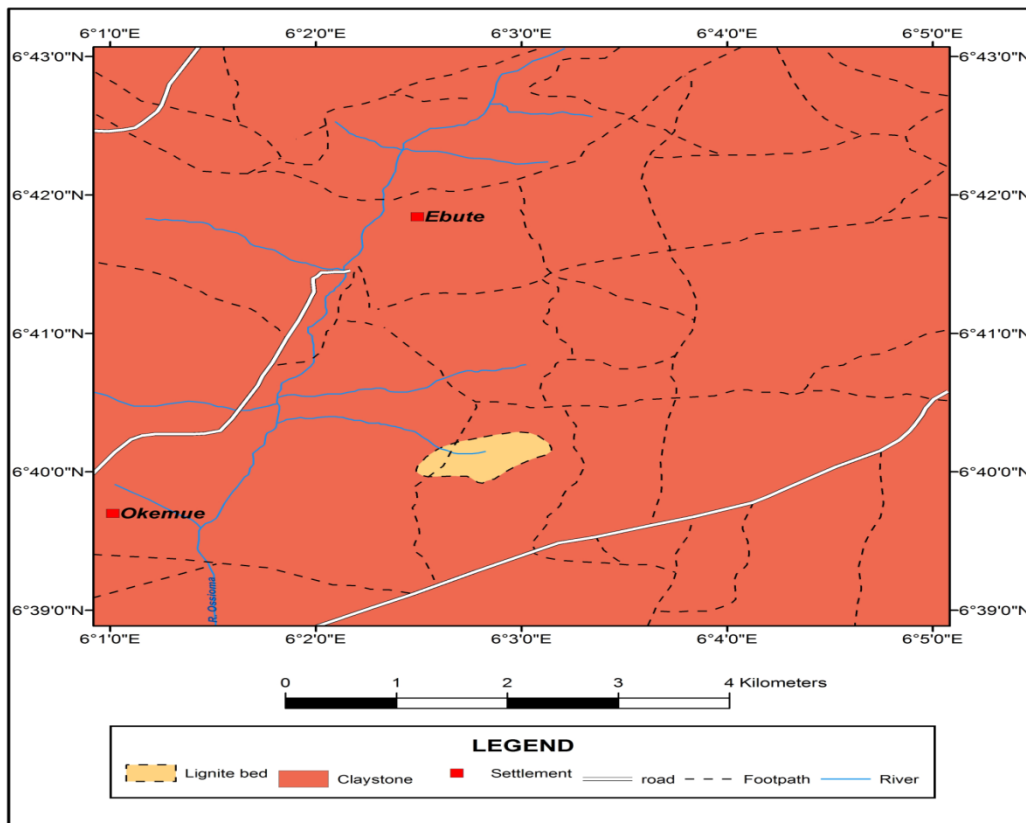 6°1'0"E 6°2'0"E 6°3'0"E 6°4'0"E 6°5'0"E
6°43'0"N 6°43'0"N
6°42'0"N 6°42'0"N
Ebute
6°41'0"N 6°41'0"N
6°40'0"N 6°40'0"N
Okemue
R. Ossioma
6°39'0"N 6°39'0"N
6°1'0"E 6°2'0"E 6°3'0"E 6°4'0"E 6°5'0"E
0 1 2 3 4 Kilometers
LEGEND
Lignite bed Claystone Settlement road Footpath River